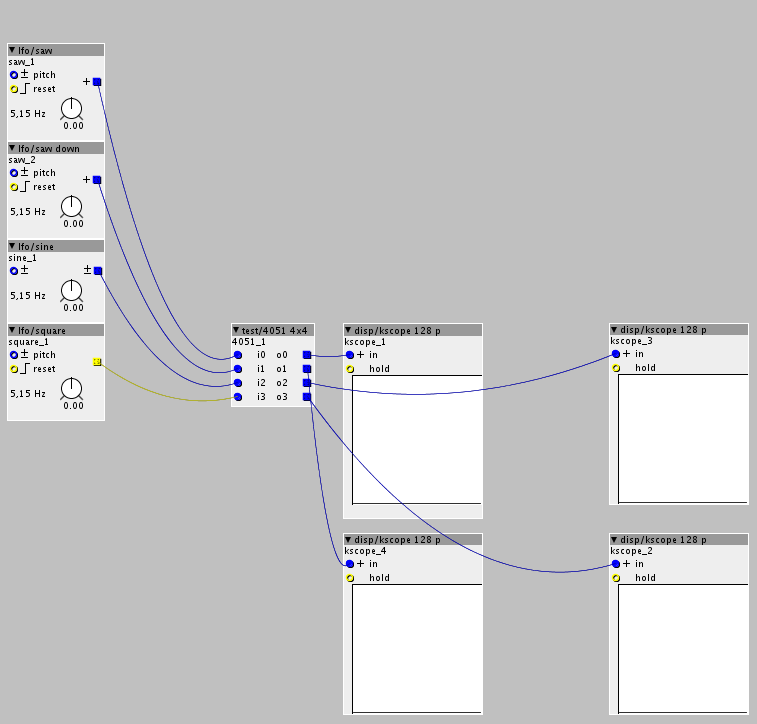 lfo/saw
saw_1
± pitch
+
reset
5,15 Hz
0.00
lfo/saw down
saw_2
± pitch
+
reset
5,15 Hz
0.00
lfo/sine
sine_1
± ±
5,15 Hz
0.00
lfo/square
square_1
± pitch
reset
5,15 Hz
0.00
test/4051 4x4
4051_1
i0 o0
i1 o1
i2 o2
i3 o3
disp/kscope 128 p
kscope_1
+ in
hold
disp/kscope 128 p
kscope_3
+ in
hold
disp/kscope 128 p
kscope_4
+ in
hold
disp/kscope 128 p
kscope_2
+ in
hold